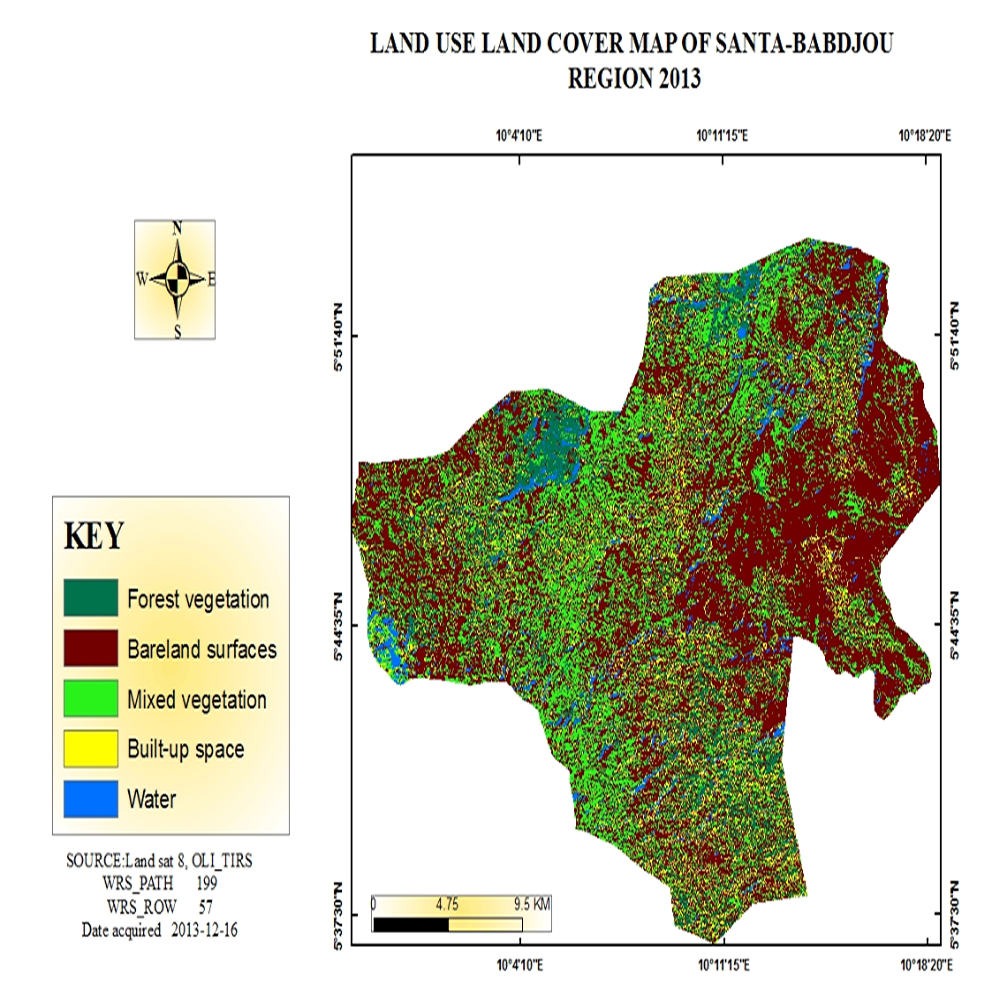 LAND USE LAND COVER MAP OF SANTA-BABDJOU
REGION 2013
10°4'10"E 10°11'15"E 10°18'20"E
N
W E
S
5°51'40"N 5°51'40"N
5°44'35"N 5°44'35"N
5°37'30"N 5°37'30"N
KEY
Forest vegetation
Bareland surfaces
Mixed vegetation
Built-up space
Water
SOURCE:Land sat 8, OLI_TIRS
WRS_PATH 199
WRS_ROW 57
Date acquired 2013-12-16
0 4.75 9.5 KM
10°4'10"E 10°11'15"E 10°18'20"E